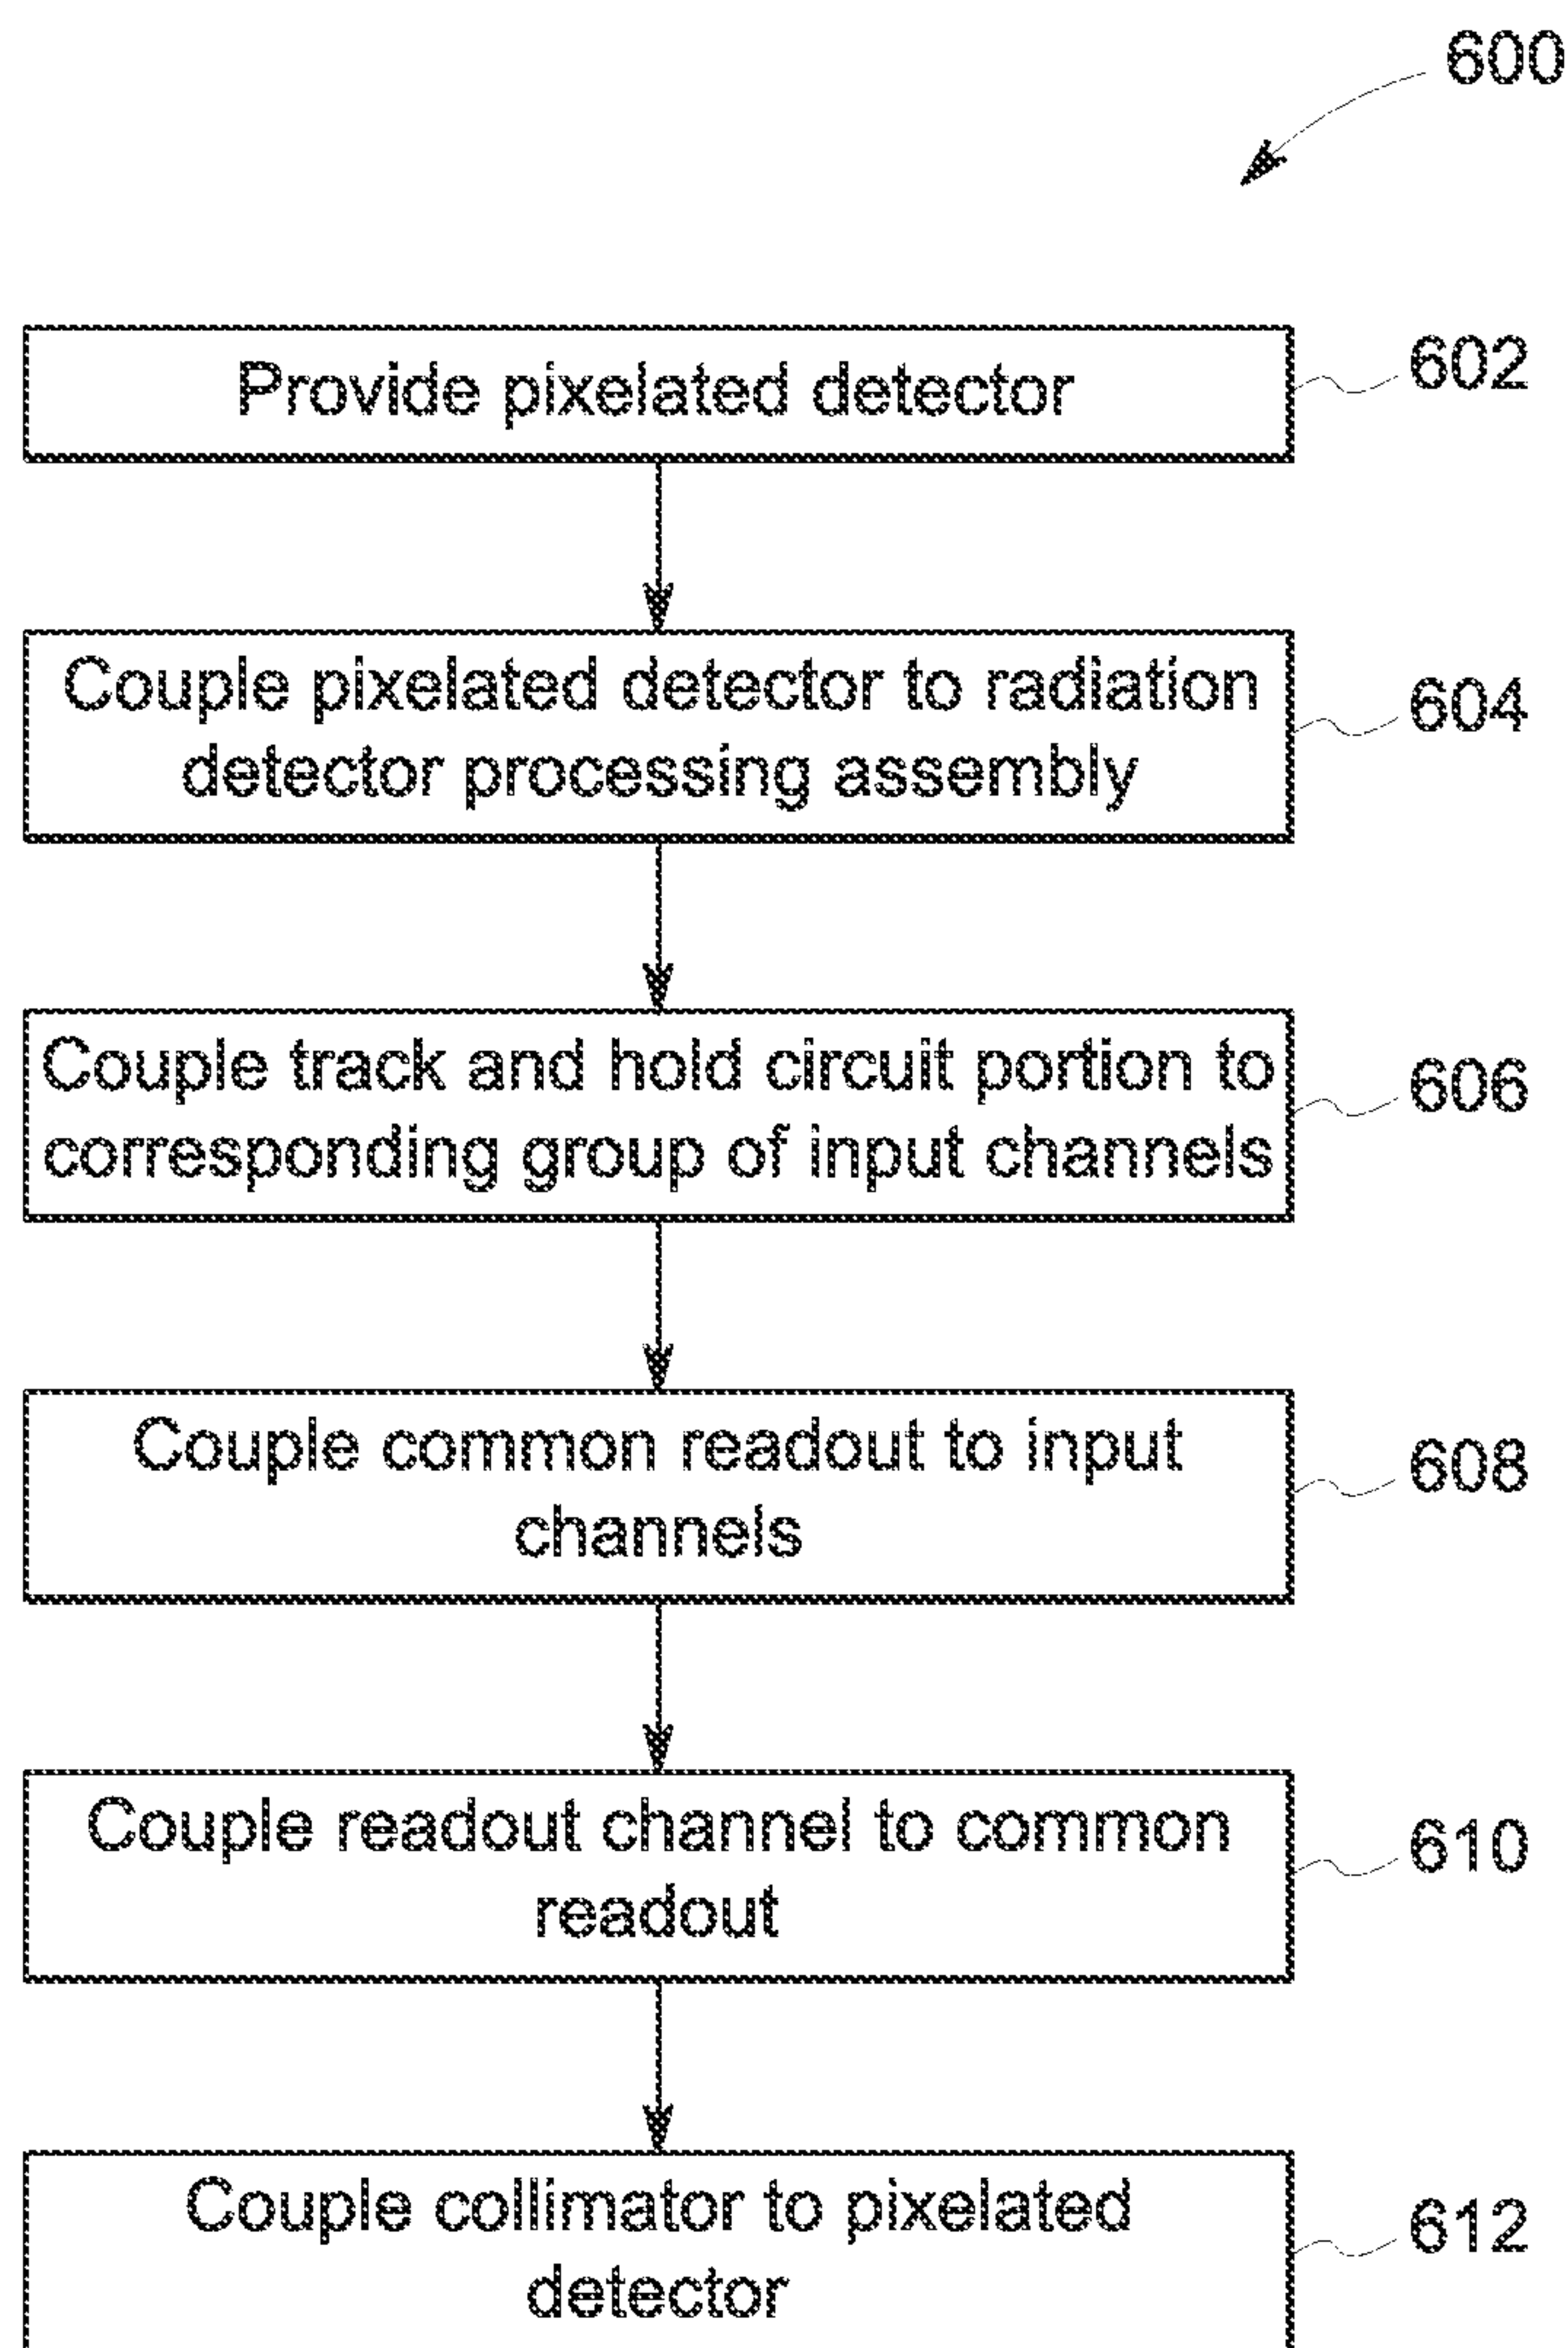 600
Provide pixelated detector
602
Couple pixelated detector to radiation
detector processing assembly
604
Couple track and hold circuit portion to
corresponding group of input channels
606
Couple common readout to input
channels
608
Couple readout channel to common
readout
610
Couple collimator to pixelated
detector
612